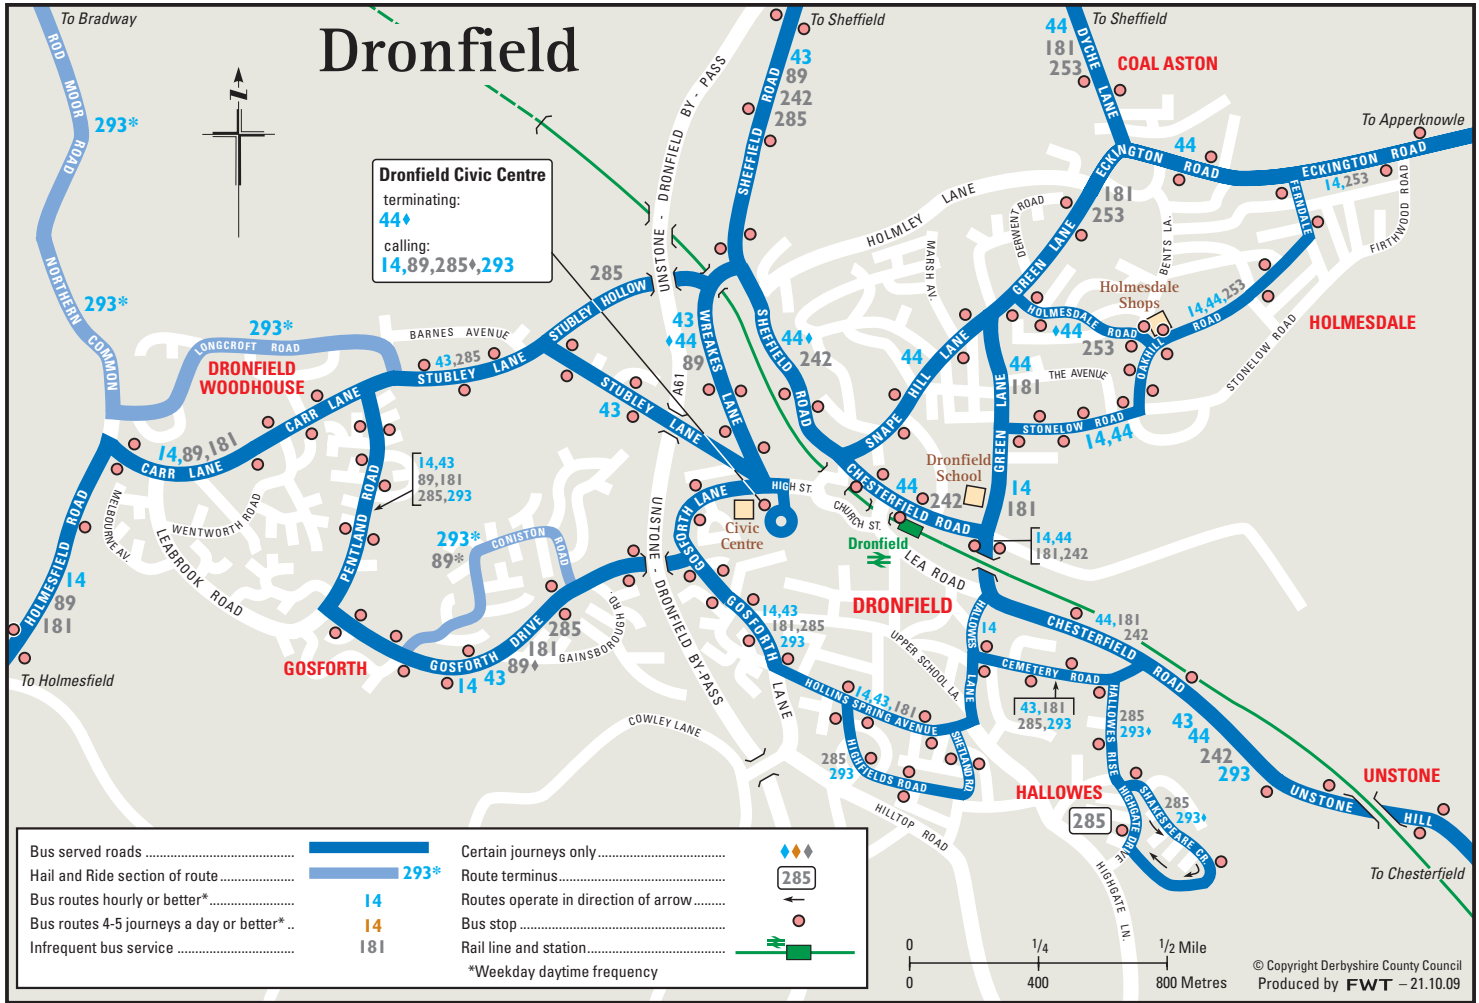 Dronfield
To Bradway
To Sheffield
To Sheffield
To Apperknowle
COAL ASTON
ROD MOOR ROAD
293*
293*
NORTHERN COMMON
293*
LONGCROFT ROAD
DRONFIELD
WOODHOUSE
BARNES AVENUE
43,285
STUBLEY LANE
STUBLEY HOLLOW
285
Dronfield Civic Centre
terminating:
44♦
calling:
14,89,285♦,293
UNSTONE - DRONFIELD BY - PASS
A61
43
89
242
285
SHEFFIELD ROAD
44
181
253
DYCHE LANE
ECKINGTON ROAD
44
ECKINGTON ROAD
14,253
FERNDALE
FIRTHWOOD ROAD
HOLMLEY LANE
MARSH AV.
DERWENT ROAD
GREEN LANE
181
253
BENTS LA.
Holmesdale
Shops
HOLMESDALE ROAD
♦44
253
14,44,253
OAKHILL ROAD
HOLMESDALE
STONELOW ROAD
THE AVENUE
STONELOW ROAD
14,44
43
♦44
89
WREAKES LANE
SHEFFIELD ROAD
44♦
242
44
SNAPE HILL LANE
44
181
GREEN LANE
14
181
Dronfield
School
CARR LANE
14,89,181
CARR LANE
STUBLEY LANE
43
14,43
89,181
285,293
PENTLAND ROAD
MELBOURNE AV.
WENTWORTH ROAD
LEABROOK ROAD
HOLMESFIELD ROAD
14
89
181
To Holmesfield
GOSFORTH
293*
89*
CONISTON ROAD
GOSFORTH DRIVE
14 43
285
181
89♦
GAINSBOROUGH RD.
UNSTONE - DRONFIELD BY-PASS
GOSFORTH LANE
HIGH ST.
Civic
Centre
CHURCH ST.
Dronfield
44
242
CHESTERFIELD ROAD
LEA ROAD
14,44
181,242
DRONFIELD
GOSFORTH LANE
14,43
181,285
293
UPPER SCHOOL LA.
HALLOWES LANE
14
44,181
242
CHESTERFIELD ROAD
CEMETERY ROAD
43,181
285,293
HOLLINS SPRING AVENUE
14,43,181
285
293
HIGHFIELDS ROAD
SHETLAND RD.
COWLEY LANE
HILLTOP ROAD
HALLOWES
HALLOWES RISE
285
293♦
285
HIGHGATE DRIVE
SHAKESPEARE CR.
285
293♦
HIGHGATE LN.
43
44
242
293
UNSTONE HILL
UNSTONE
To Chesterfield
Bus served roads
Hail and Ride section of route 293*
Bus routes hourly or better* 14
Bus routes 4-5 journeys a day or better* 14
Infrequent bus service 181
Certain journeys only ♦♦♦
Route terminus 285
Routes operate in direction of arrow
Bus stop
Rail line and station
*Weekday daytime frequency
0 1/4 1/2 Mile
0 400 800 Metres
© Copyright Derbyshire County Council
Produced by FWT – 21.10.09